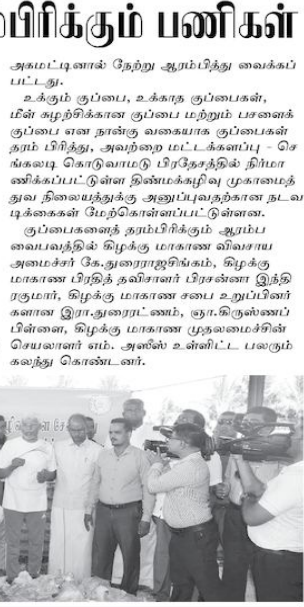 பிரிக்கும் பணிகள்
அகமட்டினால் நேற்று ஆரம்பித்து வைக்கப்
பட்டது.
உக்கும் குப்பை, உக்காத குப்பைகள்,
மீள் சுழற்சிக்கான குப்பை மற்றும் பசளைக்
குப்பை என நான்கு வகையாக குப்பைகள்
தரம் பிரித்து, அவற்றை மட்டக்களப்பு - செ
ங்கலடி கொடுவாமடு பிரதேசத்தில் நிர்மா
ணிக்கப்பட்டுள்ள திண்மக்கழிவு முகாமைத்
துவ நிலையத்துக்கு அனுப்புவதற்கான நடவ
டிக்கைகள் மேற்கொள்ளப்பட்டுள்ளன.
குப்பைகளைத் தரம்பிரிக்கும் ஆரம்ப
வைபவத்தில் கிழக்கு மாகாண விவசாய
அமைச்சர் கே.துரைராஜசிங்கம், கிழக்கு
மாகாண பிரதித் தவிசாளர் பிரசன்னா இந்தி
ரகுமார், கிழக்கு மாகாண சபை உறுப்பினர்
களான இரா.துரைரட்ணம், ஞா.கிருஸ்ணப்
பிள்ளை, கிழக்கு மாகாண முதலமைச்சின்
செயலாளர் எம். அஸீஸ் உள்ளிட்ட பலரும்
கலந்து கொண்டனர்.